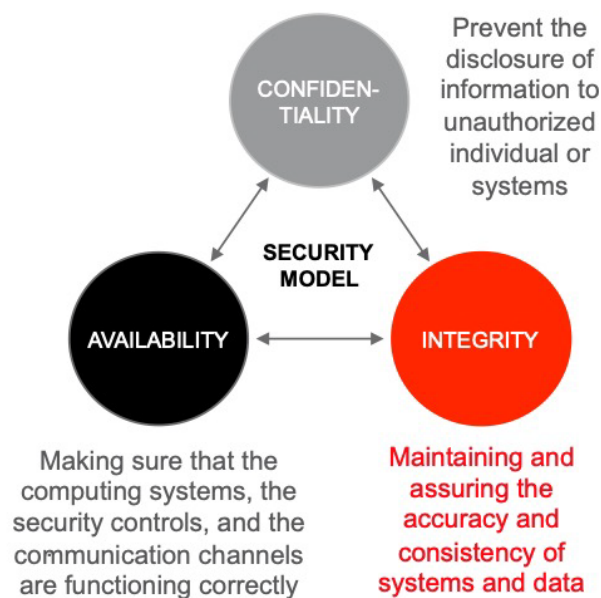 CONFIDEN-
TIALITY
Prevent the
disclosure of
information to
unauthorized
individual or
systems
SECURITY
MODEL
AVAILABILITY
INTEGRITY
Making sure that the
computing systems, the
security controls, and the
communication channels
are functioning correctly
Maintaining and
assuring the
accuracy and
consistency of
systems and data